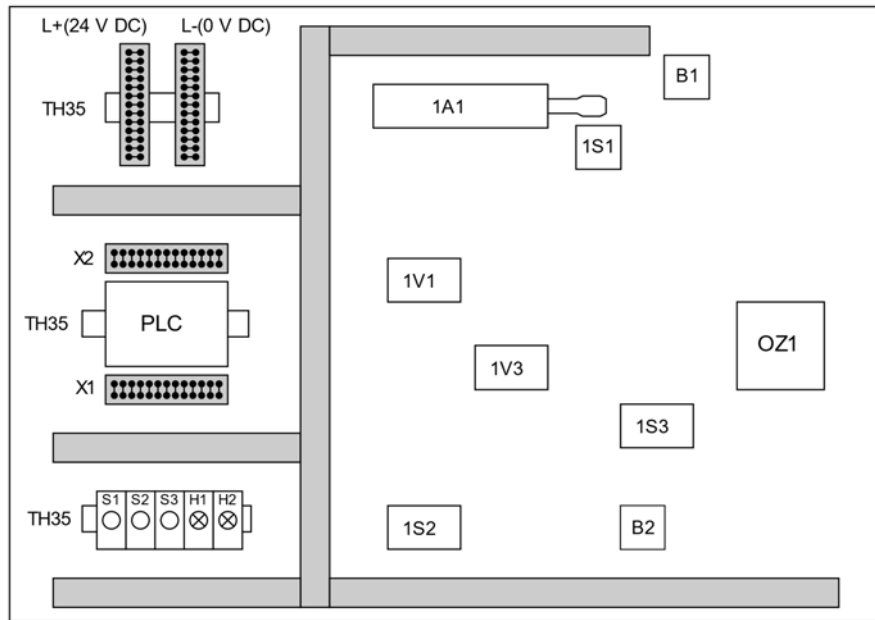 L+(24 V DC) L-(0 V DC)
TH35
X2
TH35
PLC
X1
TH35
S1 S2 S3 H1 H2
B1
1A1
1S1
1V1
OZ1
1V3
1S3
1S2
B2